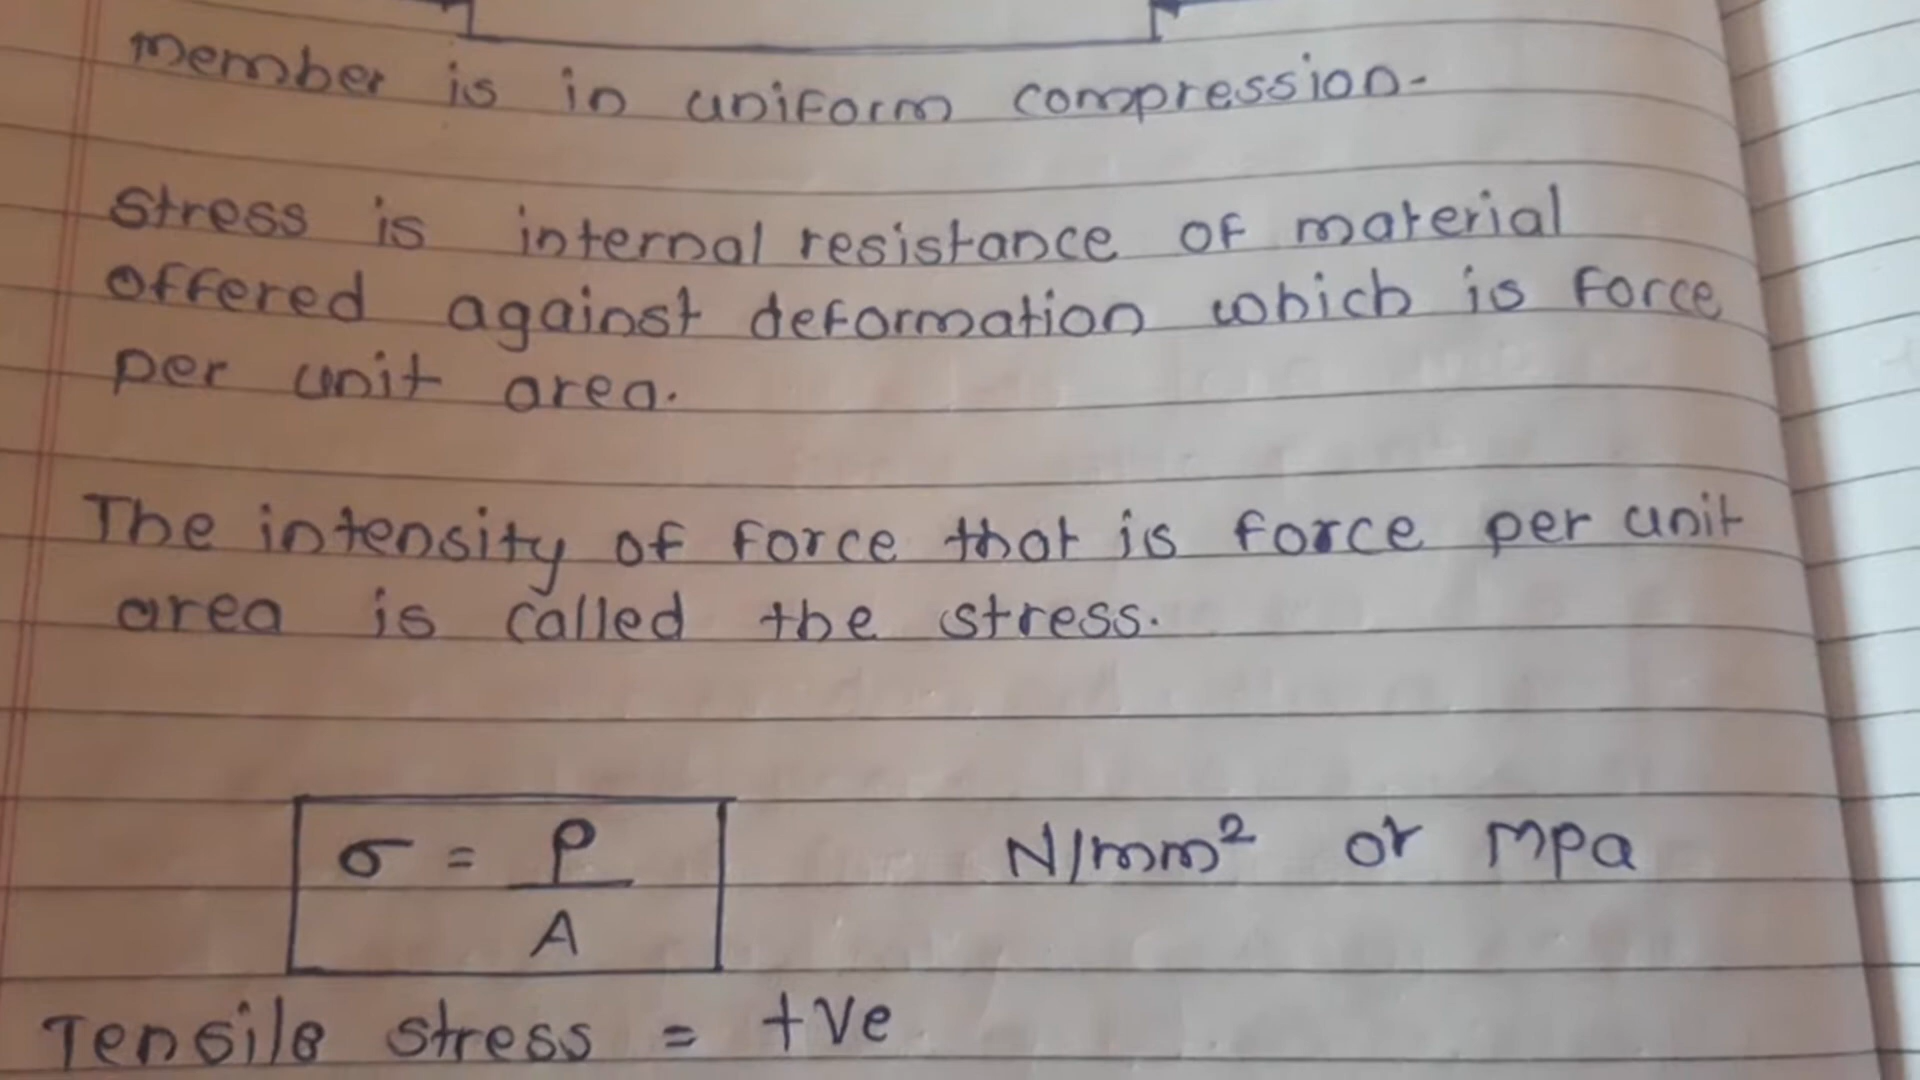 Member is in uniform compression.
Stress is internal resistance of material
offered against deformation which is force
per unit area.
The intensity of force that is force per unit
area is called the stress.
σ = P / A N/mm² or mpa
Tensile stress = +ve